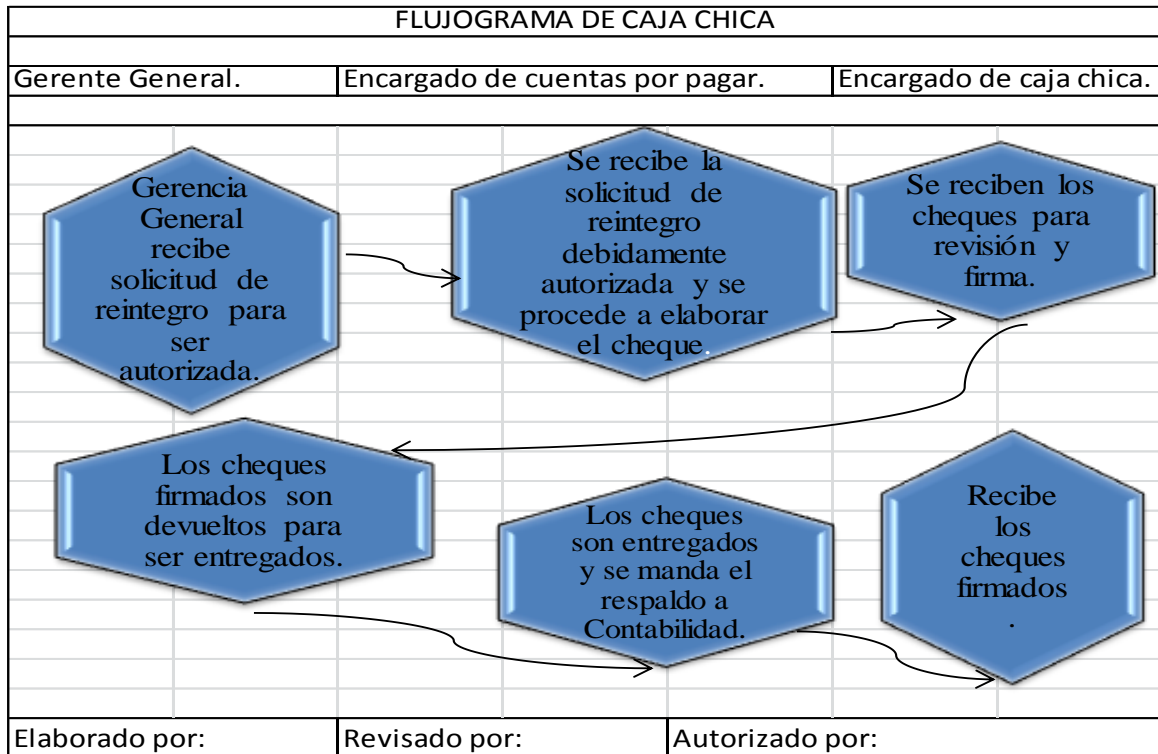 FLUJOGRAMA DE CAJA CHICA
Gerente General.
Encargado de cuentas por pagar.
Encargado de caja chica.
Gerencia
General
recibe
solicitud de
reintegro para
ser
autorizada.
Se recibe la
solicitud de
reintegro
debidamente
autorizada y se
procede a elaborar
el cheque.
Se reciben los
cheques para
revisión y
firma.
Los cheques
firmados son
devueltos para
ser entregados.
Los cheques
son entregados
y se manda el
respaldo a
Contabilidad.
Recibe
los
cheques
firmados
.
Elaborado por:
Revisado por:
Autorizado por: